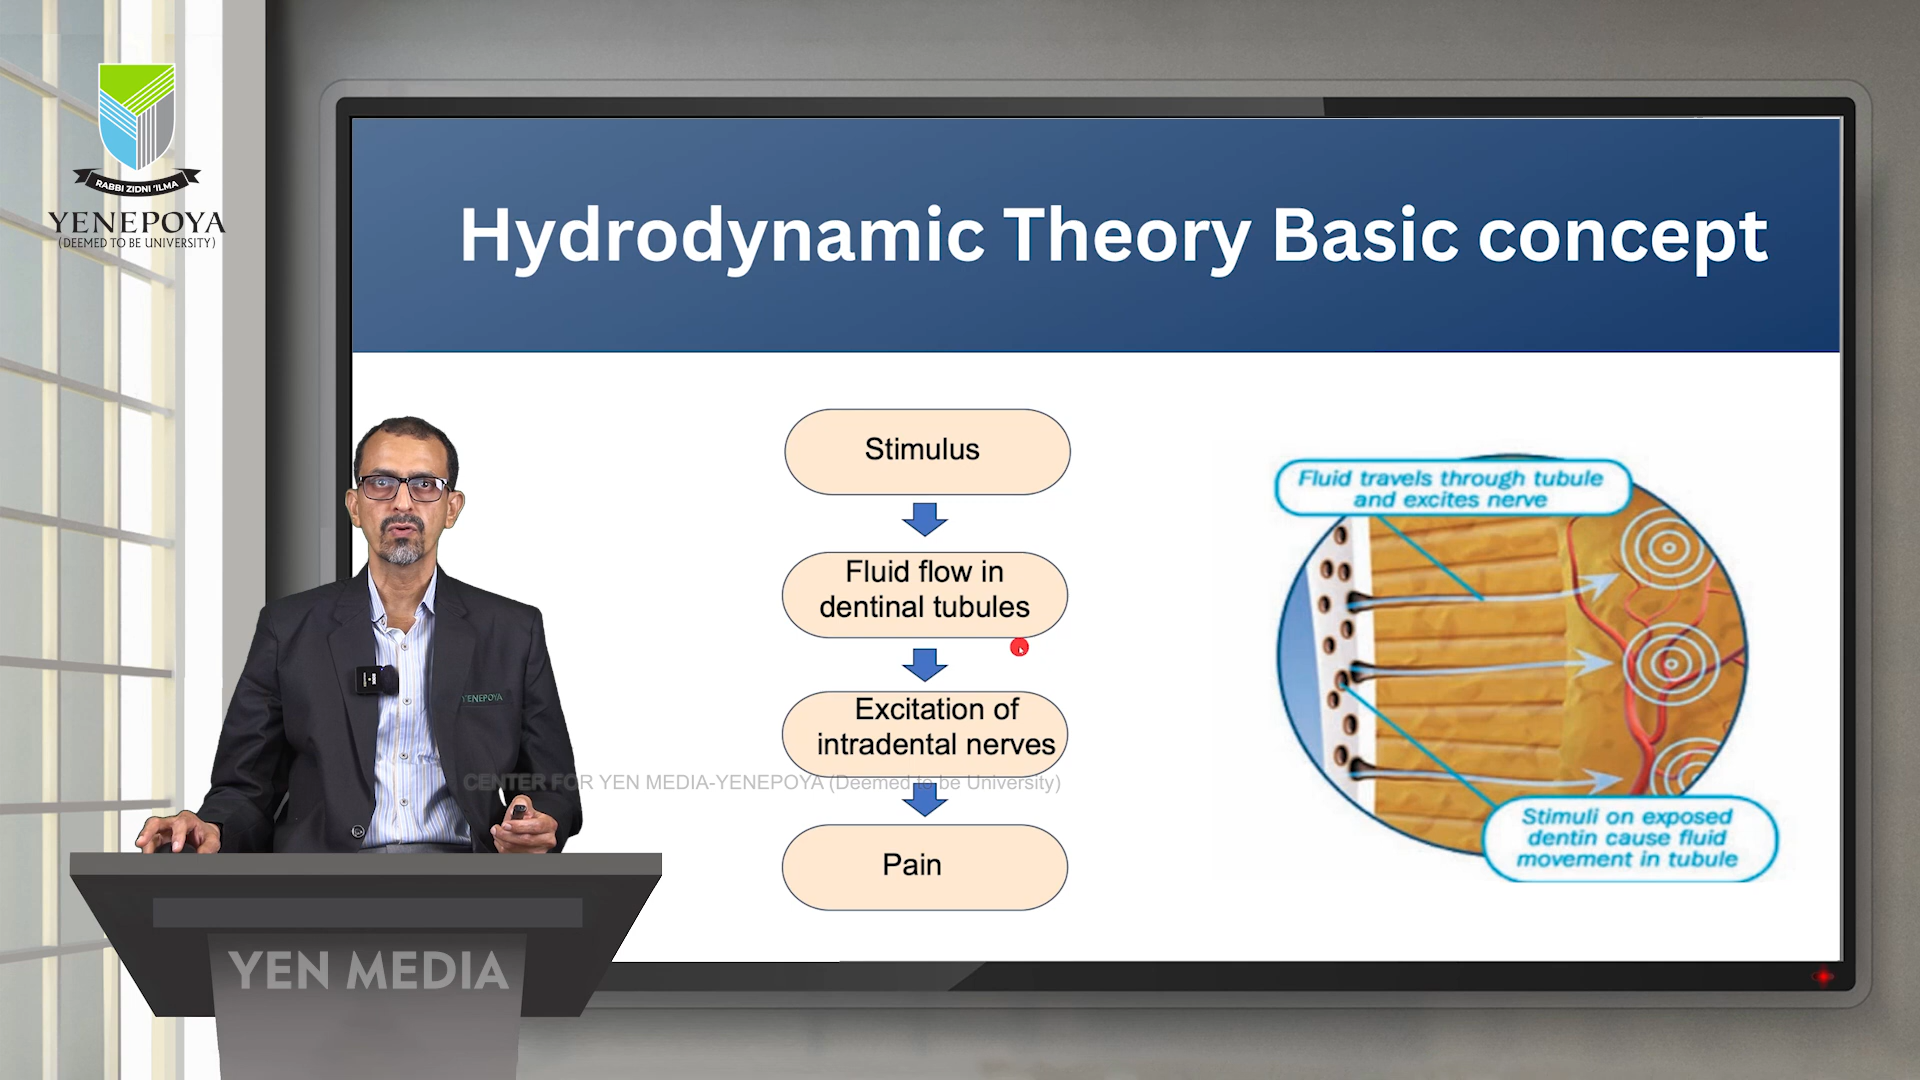 RABBI ZIDNI 'ILMA
YENEPOYA
(DEEMED TO BE UNIVERSITY)
Hydrodynamic Theory Basic concept
Stimulus
Fluid flow in
dentinal tubules
Excitation of
intradental nerves
Pain
Fluid travels through tubule
and excites nerve
Stimuli on exposed
dentin cause fluid
movement in tubule
YENEPOYA
CENTER FOR YEN MEDIA-YENEPOYA (Deemed to be University)
YEN MEDIA